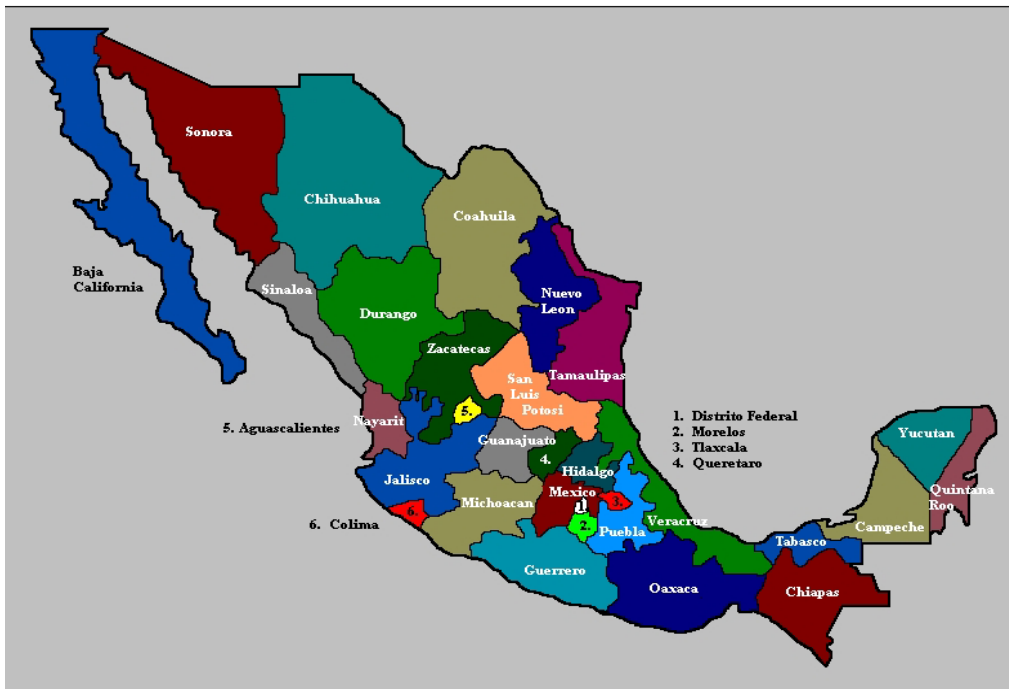 Sonora
Chihuahua
Coahuila
Baja
California
Sinaloa
Nuevo
Leon
Durango
Zacatecas
San
Luis
Potosi
Tamaulipas
5.
5. Aguascalientes
Nayarit
Guanajuato
4.
Hidalgo
1. Distrito Federal
2. Morelos
3. Tlaxcala
4. Queretaro
Yucutan
Quintana
Roo
Jalisco
Michoacan
Mexico
1
3.
6.
6. Colima
2.
Puebla
Veracruz
Campeche
Tabasco
Guerrero
Oaxaca
Chiapas